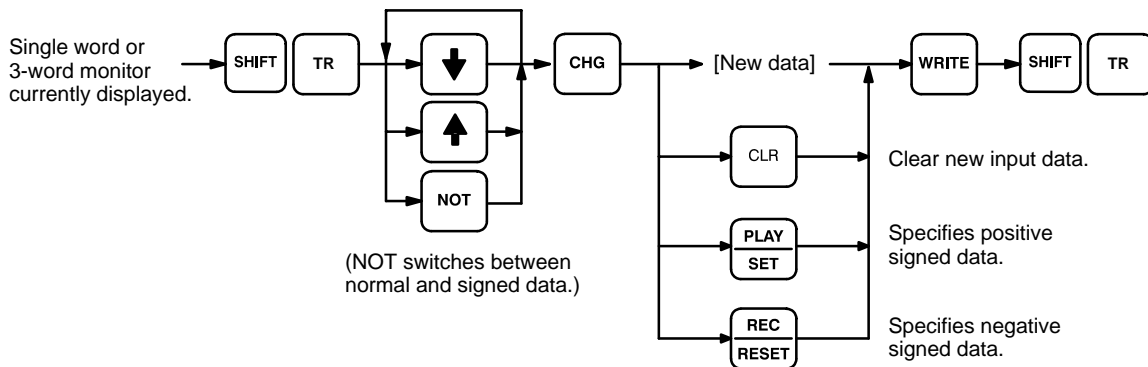 Single word or
3-word monitor
currently displayed.
SHIFT
TR
NOT
(NOT switches between
normal and signed data.)
CHG
[New data]
CLR
Clear new input data.
PLAY
SET
Specifies positive
signed data.
REC
RESET
Specifies negative
signed data.
WRITE
SHIFT
TR